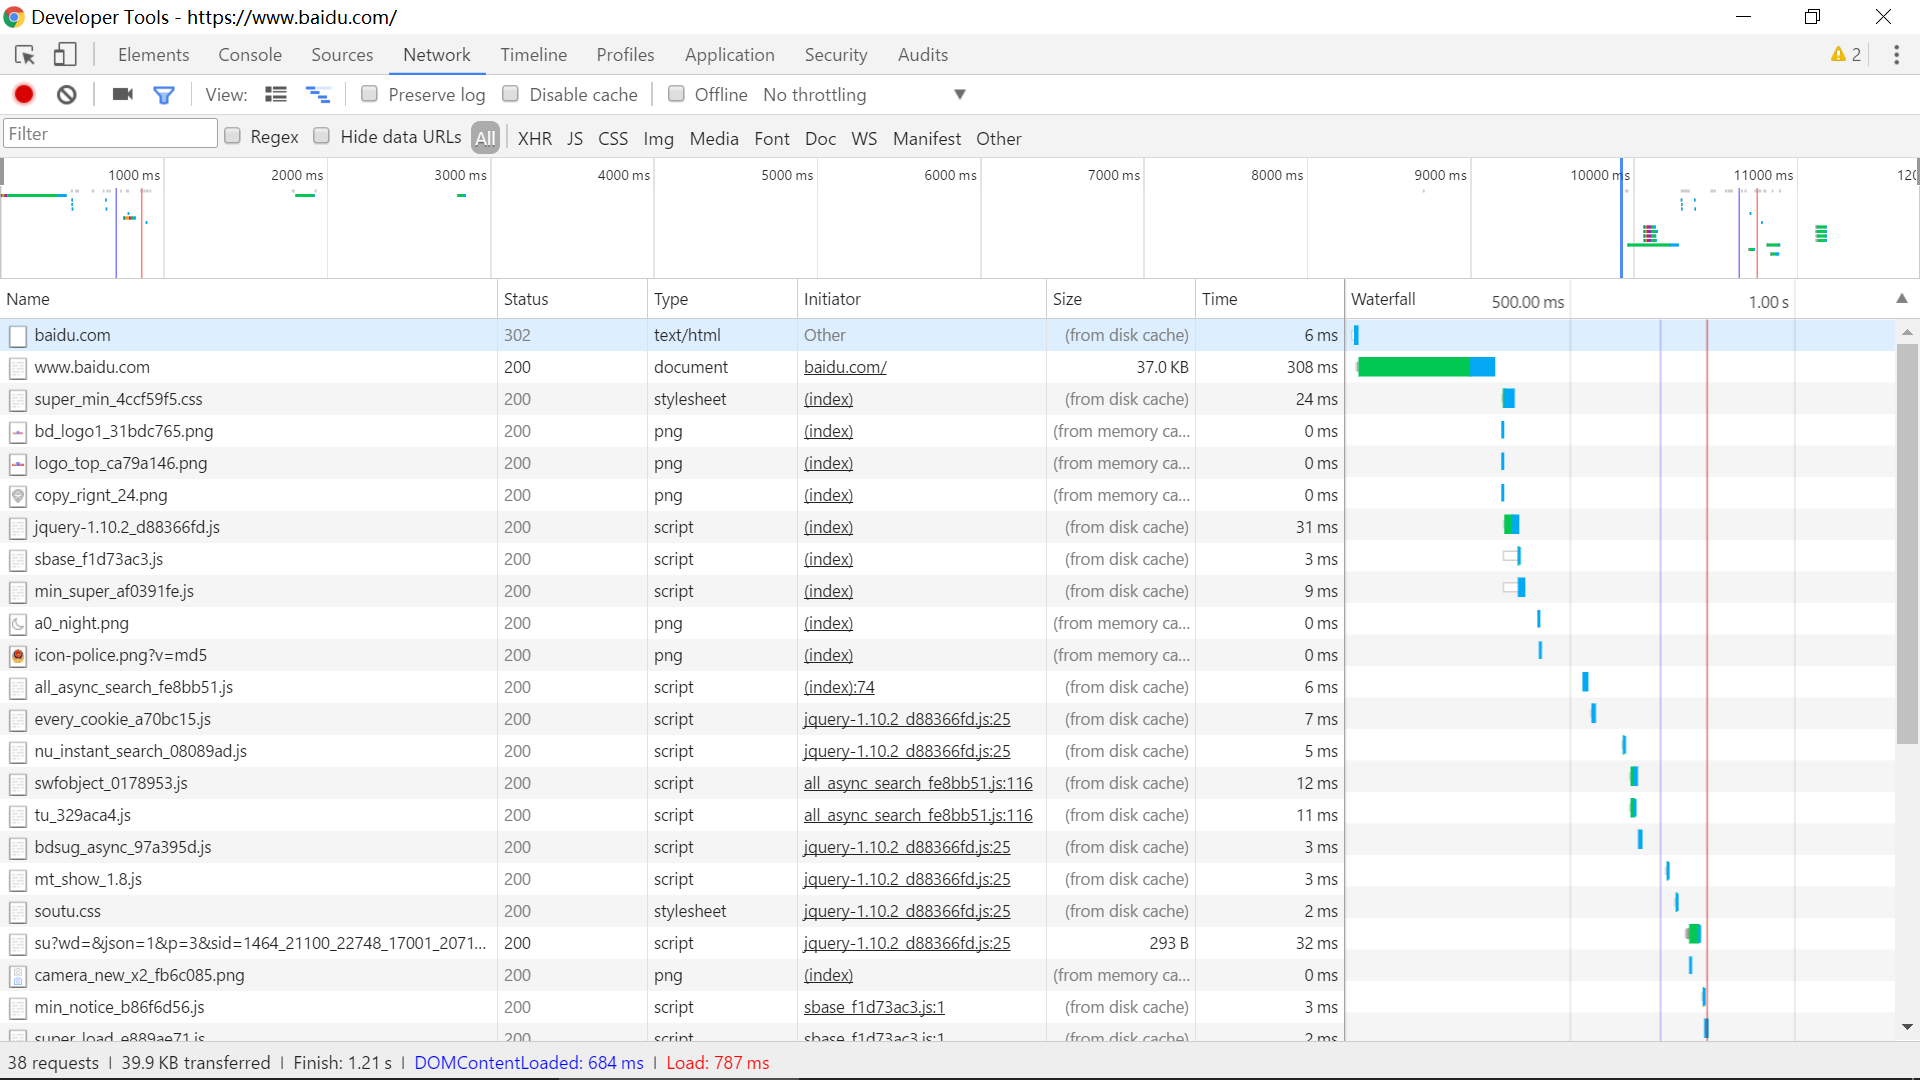 Developer Tools - https://www.baidu.com/
Elements Console Sources Network Timeline Profiles Application Security Audits 2
View: Preserve log Disable cache Offline No throttling
Filter Regex Hide data URLs All XHR JS CSS Img Media Font Doc WS Manifest Other
1000 ms 2000 ms 3000 ms 4000 ms 5000 ms 6000 ms 7000 ms 8000 ms 9000 ms 10000 ms 11000 ms
Name Status Type Initiator Size Time Waterfall 500.00 ms 1.00 s
baidu.com 302 text/html Other (from disk cache) 6 ms
www.baidu.com 200 document baidu.com/ 37.0 KB 308 ms
super_min_4ccf59f5.css 200 stylesheet (index) (from disk cache) 24 ms
bd_logo1_31bdc765.png 200 png (index) (from memory ca... 0 ms
logo_top_ca79a146.png 200 png (index) (from memory ca... 0 ms
copy_rignt_24.png 200 png (index) (from memory ca... 0 ms
jquery-1.10.2_d88366fd.js 200 script (index) (from disk cache) 31 ms
sbase_f1d73ac3.js 200 script (index) (from disk cache) 3 ms
min_super_af0391fe.js 200 script (index) (from disk cache) 9 ms
a0_night.png 200 png (index) (from memory ca... 0 ms
icon-police.png?v=md5 200 png (index) (from memory ca... 0 ms
all_async_search_fe8bb51.js 200 script (index):74 (from disk cache) 6 ms
every_cookie_a70bc15.js 200 script jquery-1.10.2_d88366fd.js:25 (from disk cache) 7 ms
nu_instant_search_08089ad.js 200 script jquery-1.10.2_d88366fd.js:25 (from disk cache) 5 ms
swfobject_0178953.js 200 script all_async_search_fe8bb51.js:116 (from disk cache) 12 ms
tu_329aca4.js 200 script all_async_search_fe8bb51.js:116 (from disk cache) 11 ms
bdsug_async_97a395d.js 200 script jquery-1.10.2_d88366fd.js:25 (from disk cache) 3 ms
mt_show_1.8.js 200 script jquery-1.10.2_d88366fd.js:25 (from disk cache) 3 ms
soutu.css 200 stylesheet jquery-1.10.2_d88366fd.js:25 (from disk cache) 2 ms
su?wd=&json=1&p=3&sid=1464_21100_22748_17001_2071... 200 script jquery-1.10.2_d88366fd.js:25 293 B 32 ms
camera_new_x2_fb6c085.png 200 png (index) (from memory ca... 0 ms
min_notice_b86f6d56.js 200 script sbase_f1d73ac3.js:1 (from disk cache) 3 ms
super_load_e889ae71.js 200 script sbase_f1d73ac3.js:1 (from disk cache) 2 ms
38 requests | 39.9 KB transferred | Finish: 1.21 s | DOMContentLoaded: 684 ms | Load: 787 ms